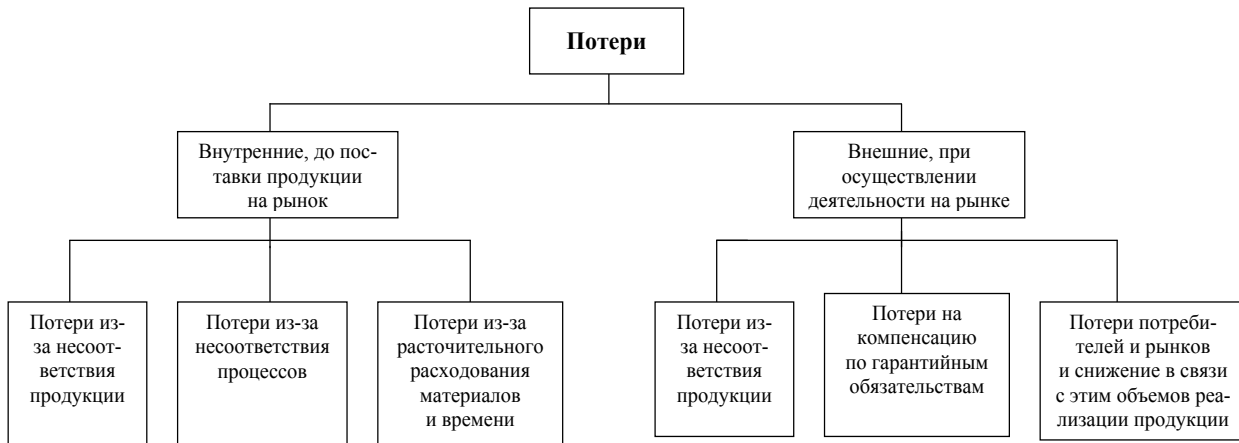 Потери
Внутренние, до пос-
тавки продукции
на рынок
Внешние, при
осуществлении
деятельности на рынке
Потери из-
за несоот-
ветствия
продукции
Потери из-за
несоответствия
процессов
Потери из-за
расточительного
расходования
материалов
и времени
Потери из-
за несоот-
ветствия
продукции
Потери на
компенсацию
по гарантийным
обязательствам
Потери потреби-
телей и рынков
и снижение в связи
с этим объемов реа-
лизации продукции